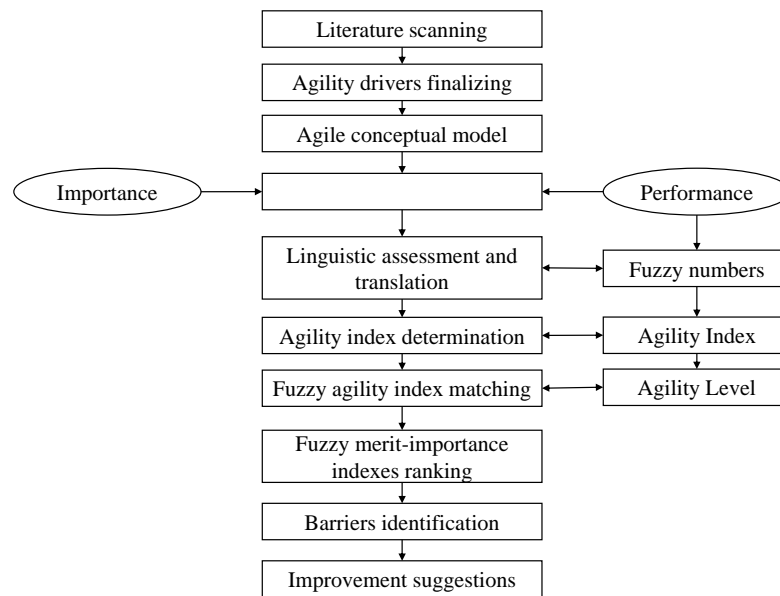 Literature scanning
Agility drivers finalizing
Agile conceptual model
Importance
Performance
Linguistic assessment and
translation
Fuzzy numbers
Agility index determination
Agility Index
Fuzzy agility index matching
Agility Level
Fuzzy merit-importance
indexes ranking
Barriers identification
Improvement suggestions